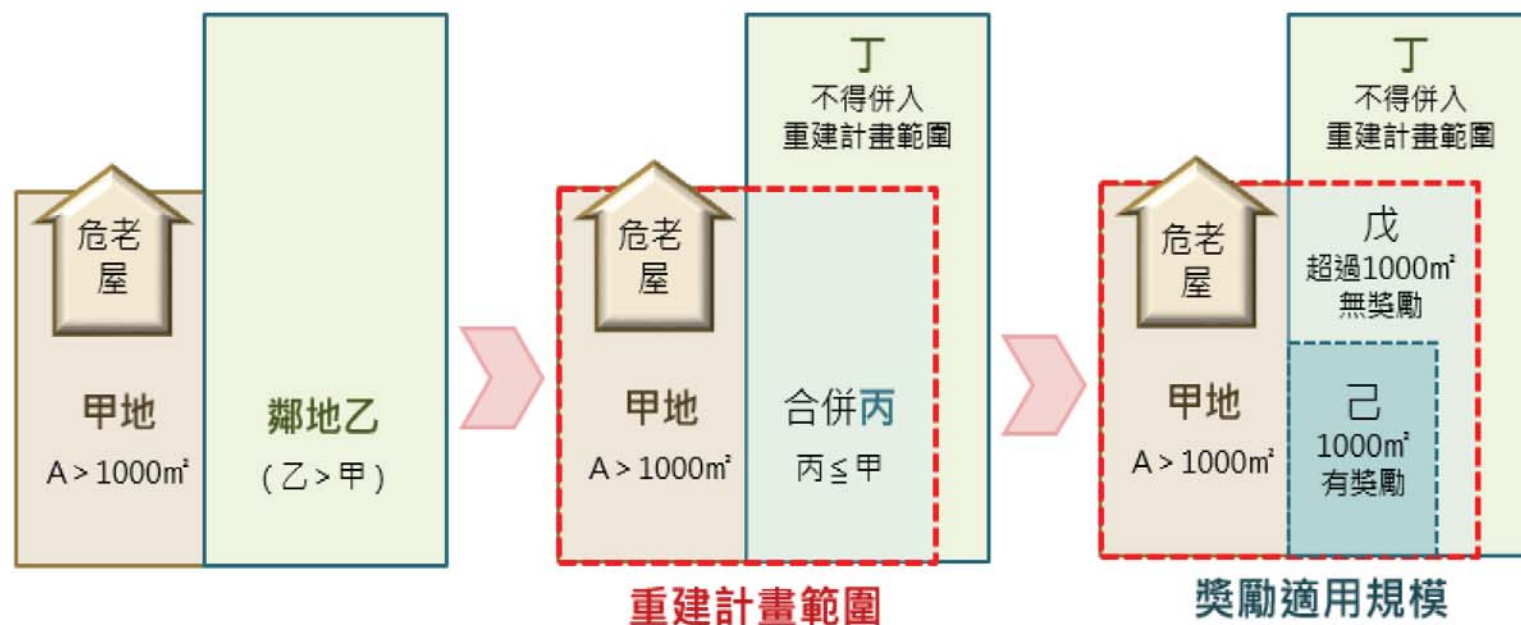 危老
屋
甲地
A > 1000㎡
鄰地乙
( 乙 > 甲 )
丁
不得併入
重建計畫範圍
危老
屋
甲地
A > 1000㎡
合併丙
丙 ≦ 甲
重建計畫範圍
丁
不得併入
重建計畫範圍
危老
屋
甲地
A > 1000㎡
戊
超過1000㎡
無獎勵
己
1000㎡
有獎勵
獎勵適用規模